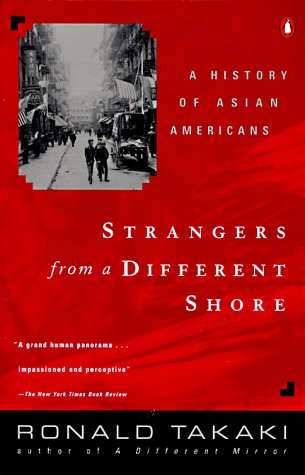 A HISTORY
OF ASIAN
AMERICANS
STRANGERS
from a DIFFERENT
SHORE
"A grand human panorama . . .
impassioned and perceptive"
—The New York Times Book Review
RONALD TAKAKI
author of A Different Mirror